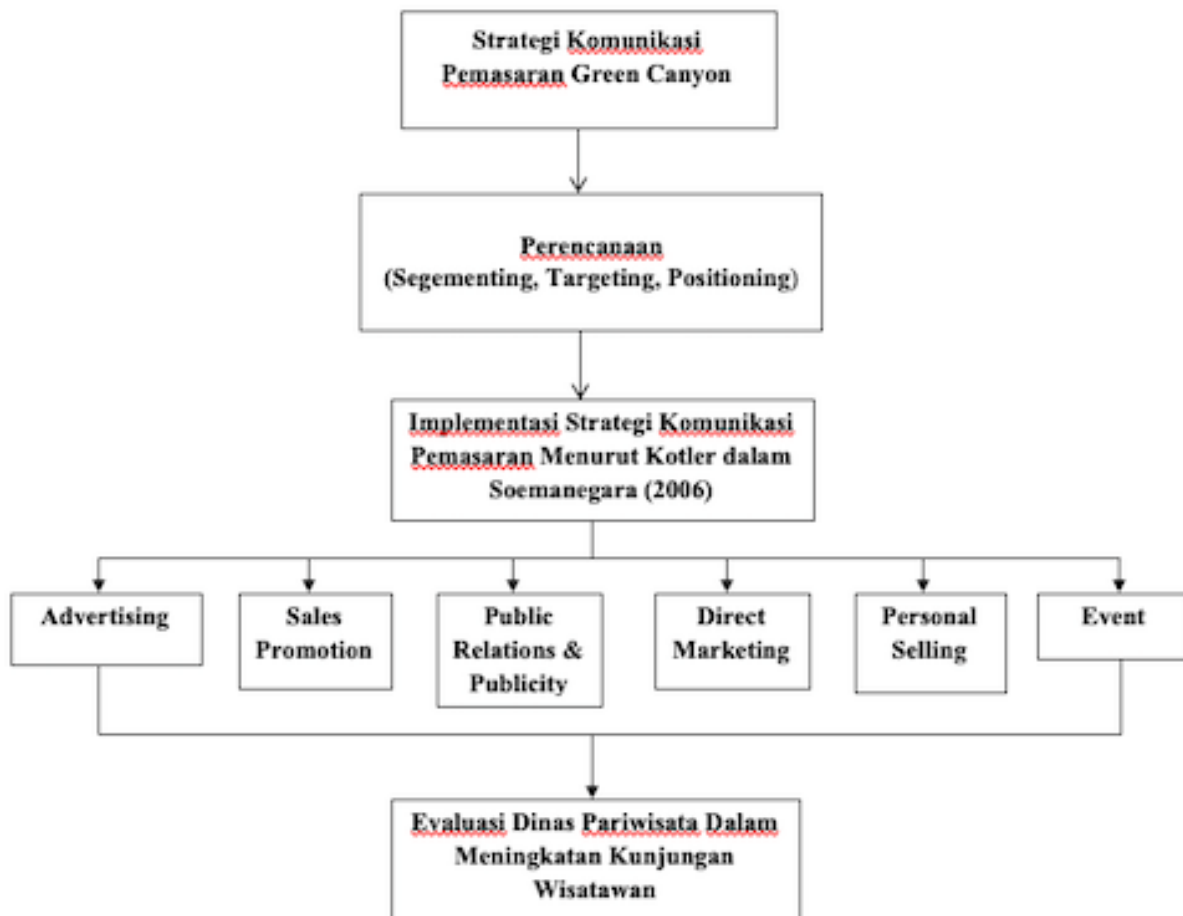 Strategi Komunikasi
Pemasaran Green Canyon
Perencanaan
(Segementing, Targeting, Positioning)
Implementasi Strategi Komunikasi
Pemasaran Menurut Kotler dalam
Soemanegara (2006)
Advertising
Sales
Promotion
Public
Relations &
Publicity
Direct
Marketing
Personal
Selling
Event
Evaluasi Dinas Pariwisata Dalam
Meningkatan Kunjungan
Wisatawan